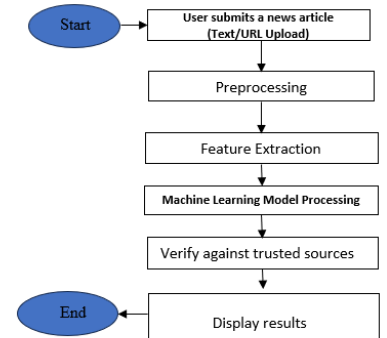 Start
User submits a news article
(Text/URL Upload)
Preprocessing
Feature Extraction
Machine Learning Model Processing
Verify against trusted sources
End
Display results